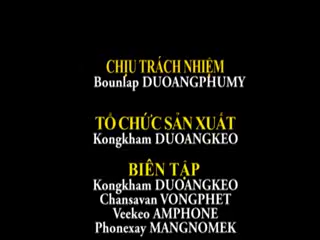 CHỊU TRÁCH NHIỆM
Bounlap DUOANGPHUMY
TỔ CHỨC SẢN XUẤT
Kongkham DUOANGKEO
BIÊN TẬP
Kongkham DUOANGKEO
Chansavan VONGPHET
Veekeo AMPHONE
Phonexay MANGNOMEK